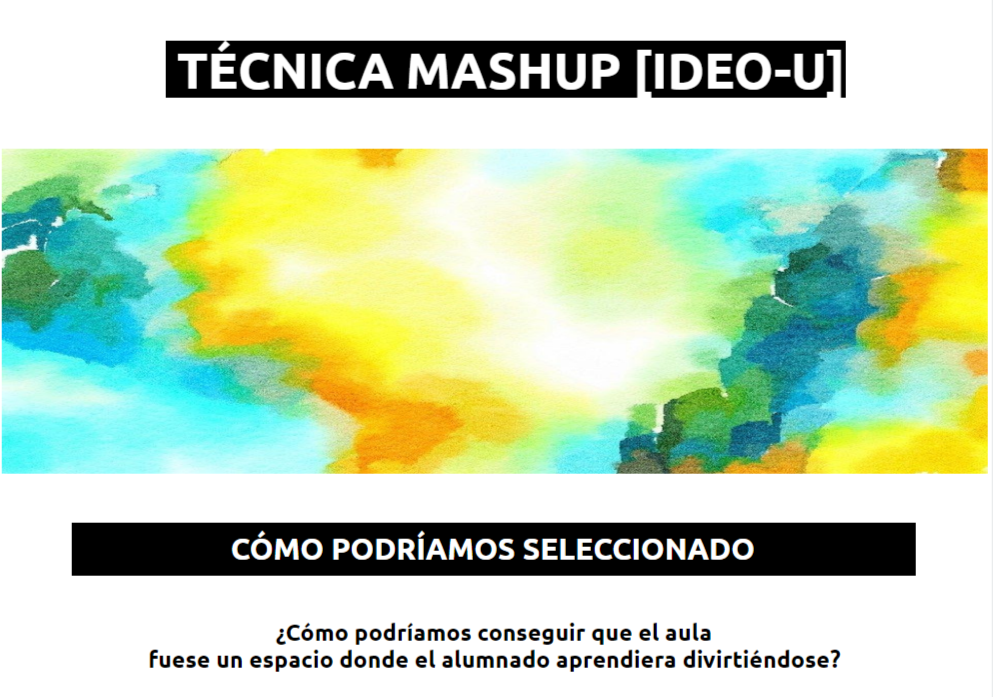 TÉCNICA MASHUP [IDEO-U]
CÓMO PODRÍAMOS SELECCIONADO
¿Cómo podríamos conseguir que el aula
fuese un espacio donde el alumnado aprendiera divirtiéndose?